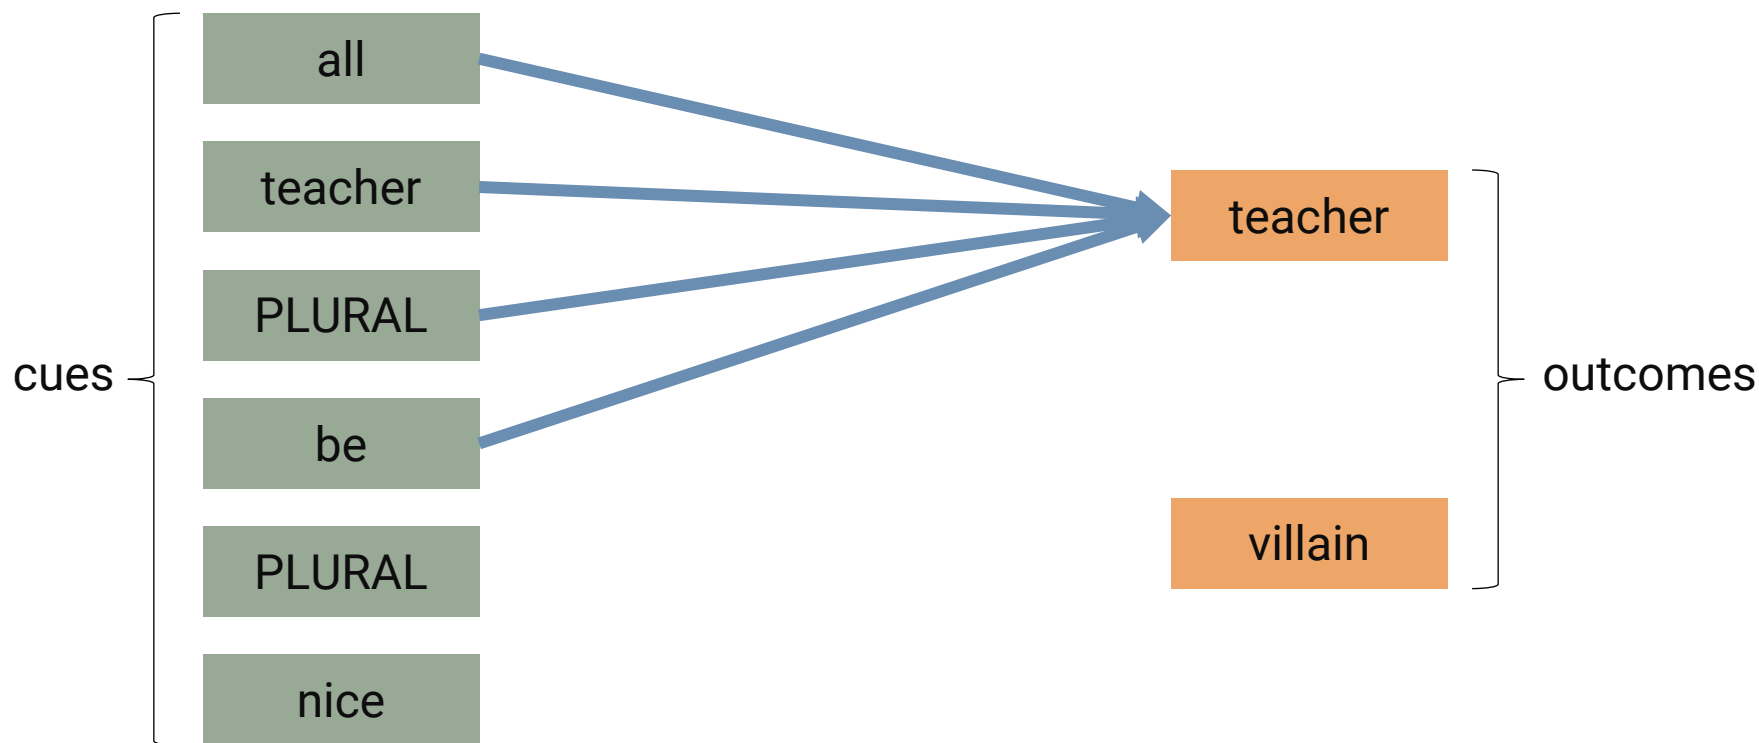 cues
all
teacher
PLURAL
be
PLURAL
nice
teacher
villain
outcomes